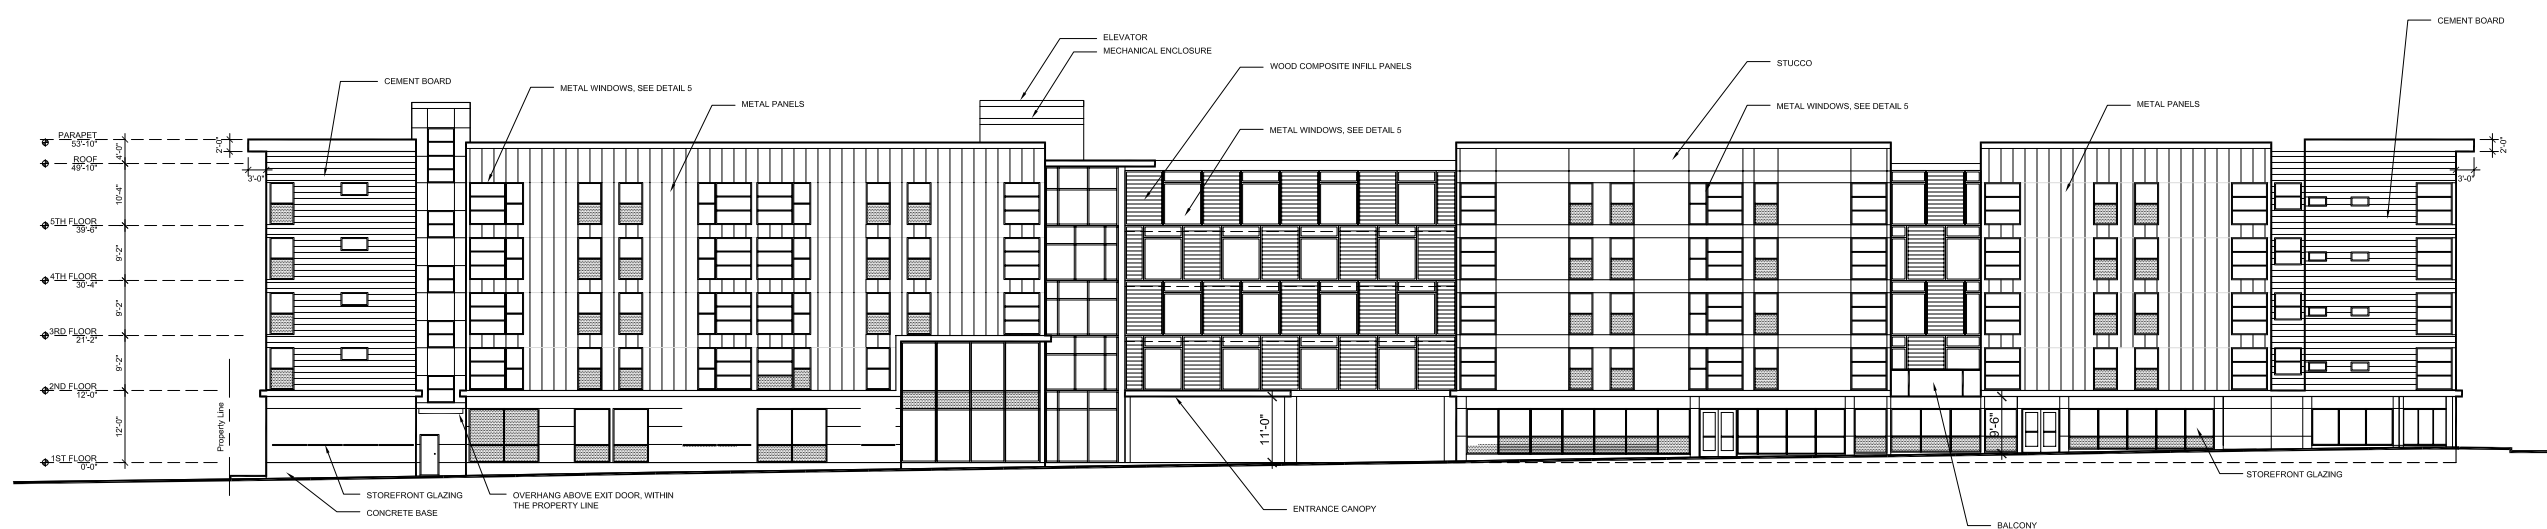 CEMENT BOARD
ELEVATOR
MECHANICAL ENCLOSURE
WOOD COMPOSITE INFILL PANELS
STUCCO
CEMENT BOARD
METAL WINDOWS, SEE DETAIL 5
METAL PANELS
METAL WINDOWS, SEE DETAIL 5
METAL WINDOWS, SEE DETAIL 5
METAL PANELS
PARAPET
53'-10"
4'-0"
2'-0"
2'-0"
ROOF
49'-10"
3'-0"
3'-0"
10'-4"
5TH FLOOR
39'-6"
9'-2"
4TH FLOOR
30'-4"
9'-2"
3RD FLOOR
21'-2"
9'-2"
2ND FLOOR
12'-0"
12'-0"
Property Line
11'-0"
9'-6"
1ST FLOOR
0'-0"
STOREFRONT GLAZING
CONCRETE BASE
OVERHANG ABOVE EXIT DOOR, WITHIN
THE PROPERTY LINE
ENTRANCE CANOPY
BALCONY
STOREFRONT GLAZING